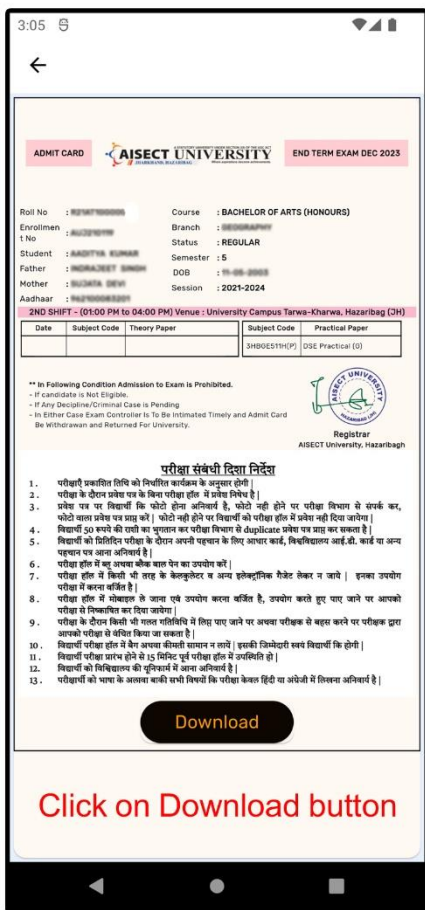 3:05
ADMIT CARD
AISECT UNIVERSITY
JHARKHAND, HAZARIBAG
END TERM EXAM DEC 2023
Roll No :
Course : BACHELOR OF ARTS (HONOURS)
Enrollmen
t No :
Branch :
Status : REGULAR
Student :
Semester : 5
Father :
DOB :
Mother :
Session : 2021-2024
Aadhaar :
2ND SHIFT - (01:00 PM to 04:00 PM) Venue : University Campus Tarwa-Kharwa, Hazaribag (JH)
Date Subject Code Theory Paper Subject Code Practical Paper
3HBGE511H(P) DSE Practical (0)
** In Following Condition Admission to Exam is Prohibited.
- If candidate is Not Eligible.
- If Any Decipline/Criminal Case is Pending
- In Either Case Exam Controller Is To Be Intimated Timely and Admit Card
Be Withdrawan and Returned For University.
AISECT UNIVERSITY
HAZARIBAG
Registrar
AISECT University, Hazaribagh
परीक्षा संबंधी दिशा निर्देश
1. परीक्षाएँ प्रकाशित तिथि को निर्धारित कार्यक्रम के अनुसार होगी |
2. परीक्षा के दौरान प्रवेश पत्र के बिना परीक्षा हॉल में प्रवेश निषेध है |
3. प्रवेश पत्र पर विद्यार्थी कि फोटो होना अनिवार्य है, फोटो नही होने पर परीक्षा विभाग से संपर्क कर,
फोटो वाला प्रवेश पत्र प्राप्त करें | फोटो नही होने पर विद्यार्थी को परीक्षा हॉल में प्रवेश नही दिया जायेगा |
4. विद्यार्थी 50 रूपये की राशी का भुगतान कर परीक्षा विभाग से duplicate प्रवेश पत्र प्राप्त कर सकता है |
5. विद्यार्थी को प्रितिदिन परीक्षा के दौरान अपनी पहचान के लिए आधार कार्ड, विश्वविद्यालय आई.डी. कार्ड या अन्य
पहचान पत्र आना अनिवार्य है |
6. परीक्षा हॉल में ब्लू अथवा ब्लैक बाल पेन का उपयोग करें |
7. परीक्षा हॉल में किसी भी तरह के केलकुलेटर व अन्य इलेक्ट्रॉनिक गैजेट लेकर न जाये | इनका उपयोग
परीक्षा में करना वर्जित है |
8. परीक्षा हॉल में मोबाइल ले जाना एवं उपयोग करना वर्जित है, उपयोग करते हुए पाए जाने पर आपको
परीक्षा से निष्काषित कर दिया जायेगा |
9. परीक्षा के दौरान किसी भी गलत गतिविधि में लिप्त पाए जाने पर अथवा परीक्षक से बहस करने पर परीक्षक द्वारा
आपको परीक्षा से वंचित किया जा सकता है |
10. विद्यार्थी परीक्षा हॉल में बैग अथवा कीमती सामान न लायें | इसकी जिम्मेदारी स्वयं विद्यार्थी कि होगी |
11. विद्यार्थी परीक्षा प्रारंभ होने से 15 मिनिट पूर्व परीक्षा हॉल में उपस्थिति हो |
12. विद्यार्थी को विश्विद्यालय की यूनिफार्म में आना अनिवार्य है |
13. परीक्षार्थी को भाषा के अलावा बाकी सभी विषयों कि परीक्षा केवल हिंदी या अंग्रेजी में लिखना अनिवार्य है |
Download
Click on Download button